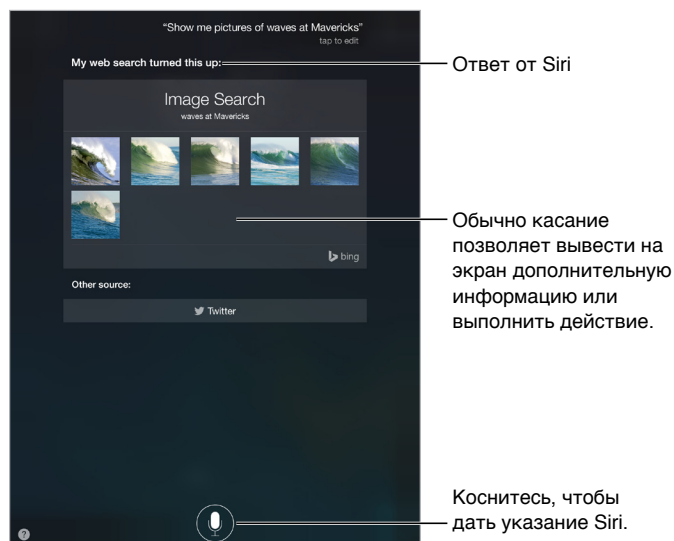 “Show me pictures of waves at Mavericks”
tap to edit
My web search turned this up:
Ответ от Siri
Image Search
waves at Mavericks
Обычно касание
позволяет вывести на
экран дополнительную
информацию или
выполнить действие.
bing
Other source:
Twitter
Коснитесь, чтобы
дать указание Siri.
?